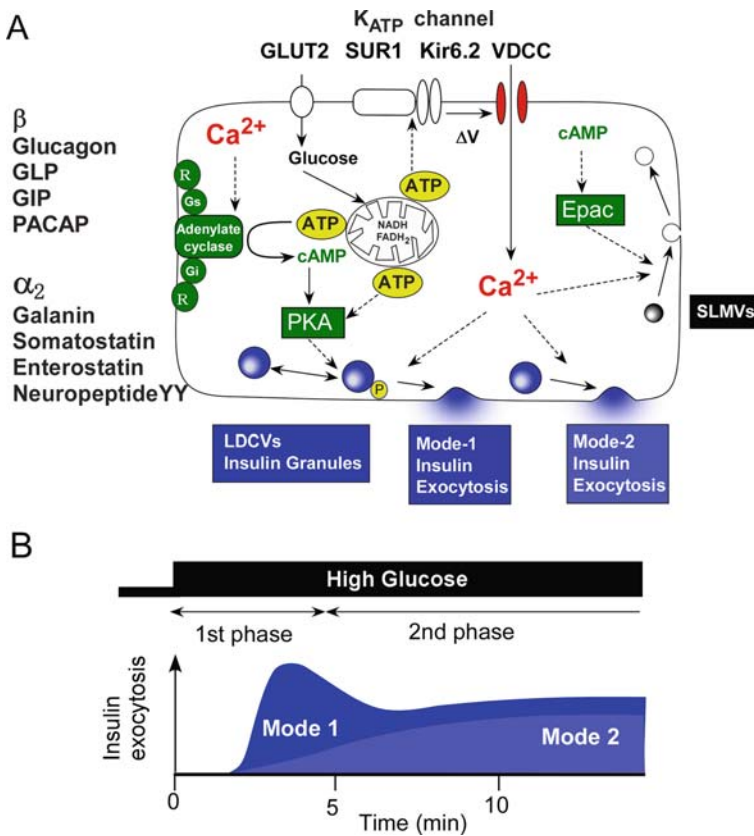 A
K_ATP channel
GLUT2 SUR1 Kir6.2 VDCC
β
Glucagon
GLP
GIP
PACAP
α2
Galanin
Somatostatin
Enterostatin
NeuropeptideYY
Ca2+
R
Gs
Adenylate
cyclase
Gi
R
Glucose
ΔV
ATP
NADH
FADH2
ATP
cAMP
ATP
PKA
P
Ca2+
cAMP
Epac
SLMVs
LDCVs
Insulin Granules
Mode-1
Insulin
Exocytosis
Mode-2
Insulin
Exocytosis
B
High Glucose
1st phase
2nd phase
Insulin
exocytosis
Mode 1
Mode 2
0 5 10
Time (min)